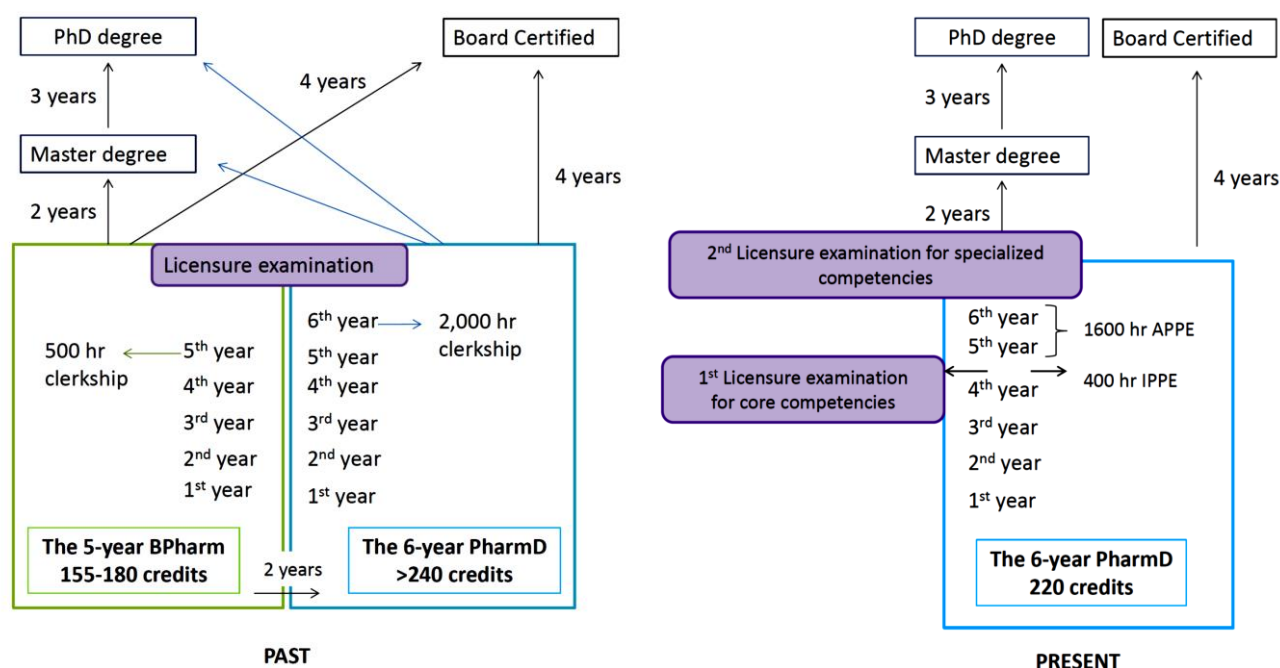 PhD degree
Board Certified
4 years
3 years
Master degree
4 years
2 years
Licensure examination
6th year
2,000 hr
clerkship
500 hr
clerkship
5th year
5th year
4th year
4th year
3rd year
3rd year
2nd year
2nd year
1st year
1st year
The 5-year BPharm
155-180 credits
2 years
The 6-year PharmD
>240 credits
PAST
PhD degree
Board Certified
3 years
Master degree
4 years
2 years
2nd Licensure examination for specialized
competencies
6th year
5th year
1600 hr APPE
1st Licensure examination
for core competencies
4th year
400 hr IPPE
3rd year
2nd year
1st year
The 6-year PharmD
220 credits
PRESENT